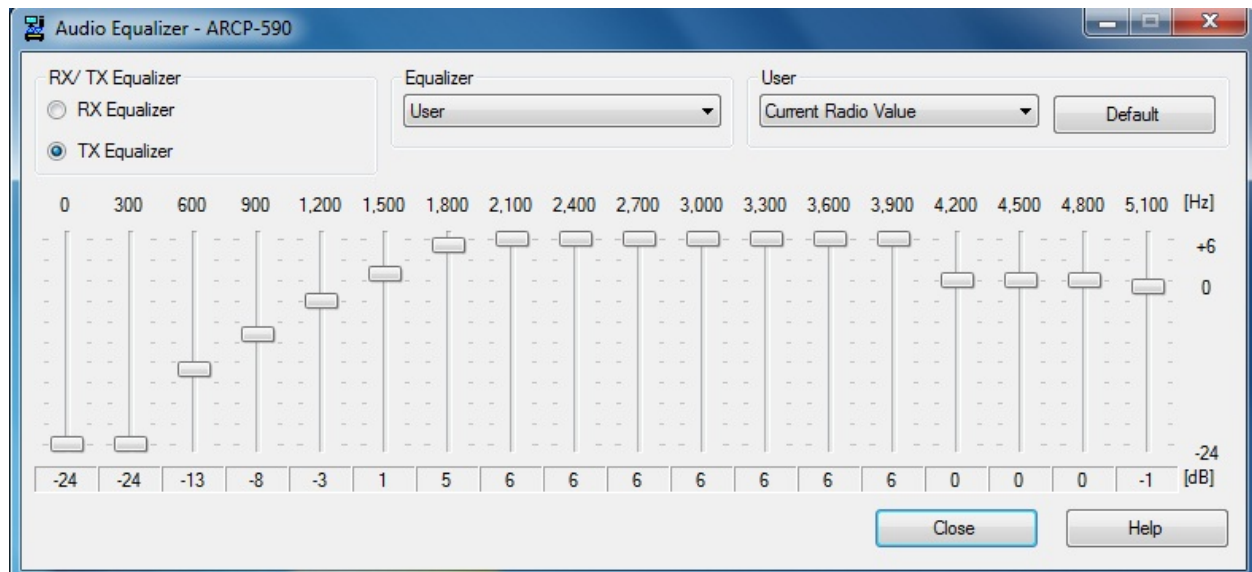 Audio Equalizer - ARCP-590
RX/ TX Equalizer
RX Equalizer
TX Equalizer
Equalizer
User
User
Current Radio Value
Default
0 300 600 900 1,200 1,500 1,800 2,100 2,400 2,700 3,000 3,300 3,600 3,900 4,200 4,500 4,800 5,100 [Hz]
+6
0
-24
-24 -24 -13 -8 -3 1 5 6 6 6 6 6 6 6 0 0 0 -1 [dB]
Close Help